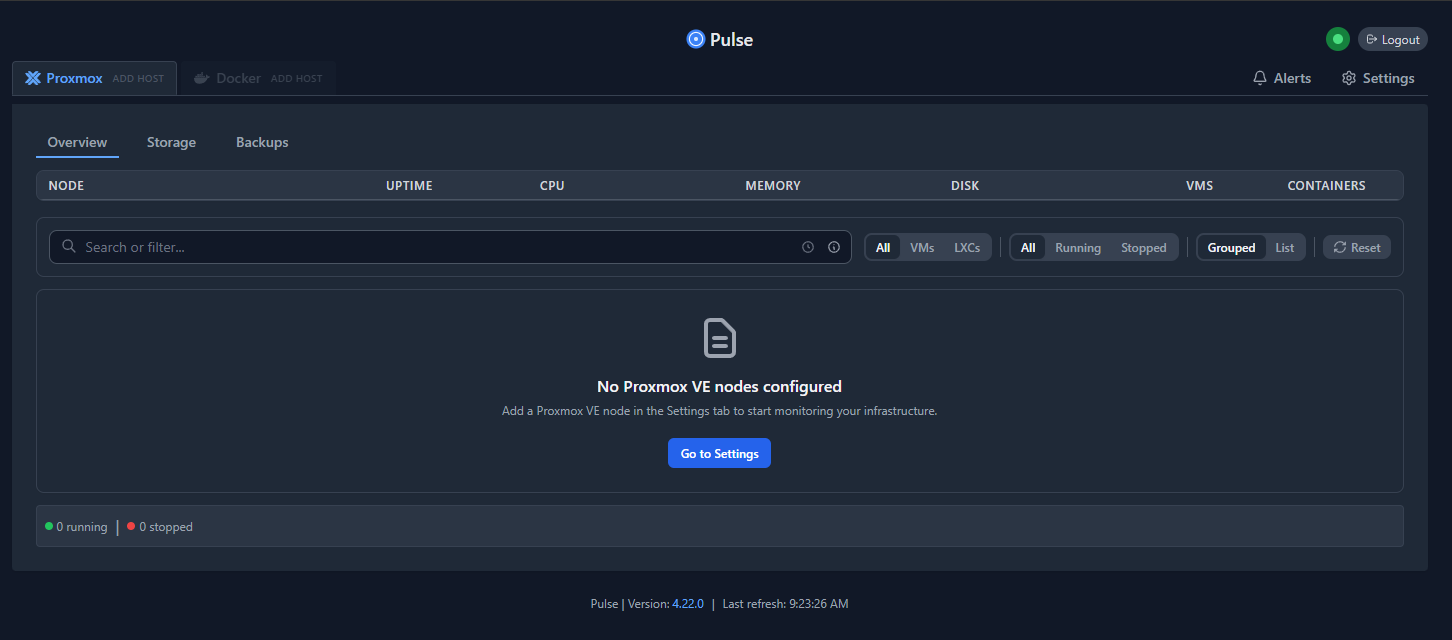 Pulse
Logout
Proxmox ADD HOST Docker ADD HOST Alerts Settings
Overview Storage Backups
NODE UPTIME CPU MEMORY DISK VMS CONTAINERS
Search or filter... All VMs LXCs All Running Stopped Grouped List Reset
No Proxmox VE nodes configured
Add a Proxmox VE node in the Settings tab to start monitoring your infrastructure.
Go to Settings
0 running | 0 stopped
Pulse | Version: 4.22.0 | Last refresh: 9:23:26 AM